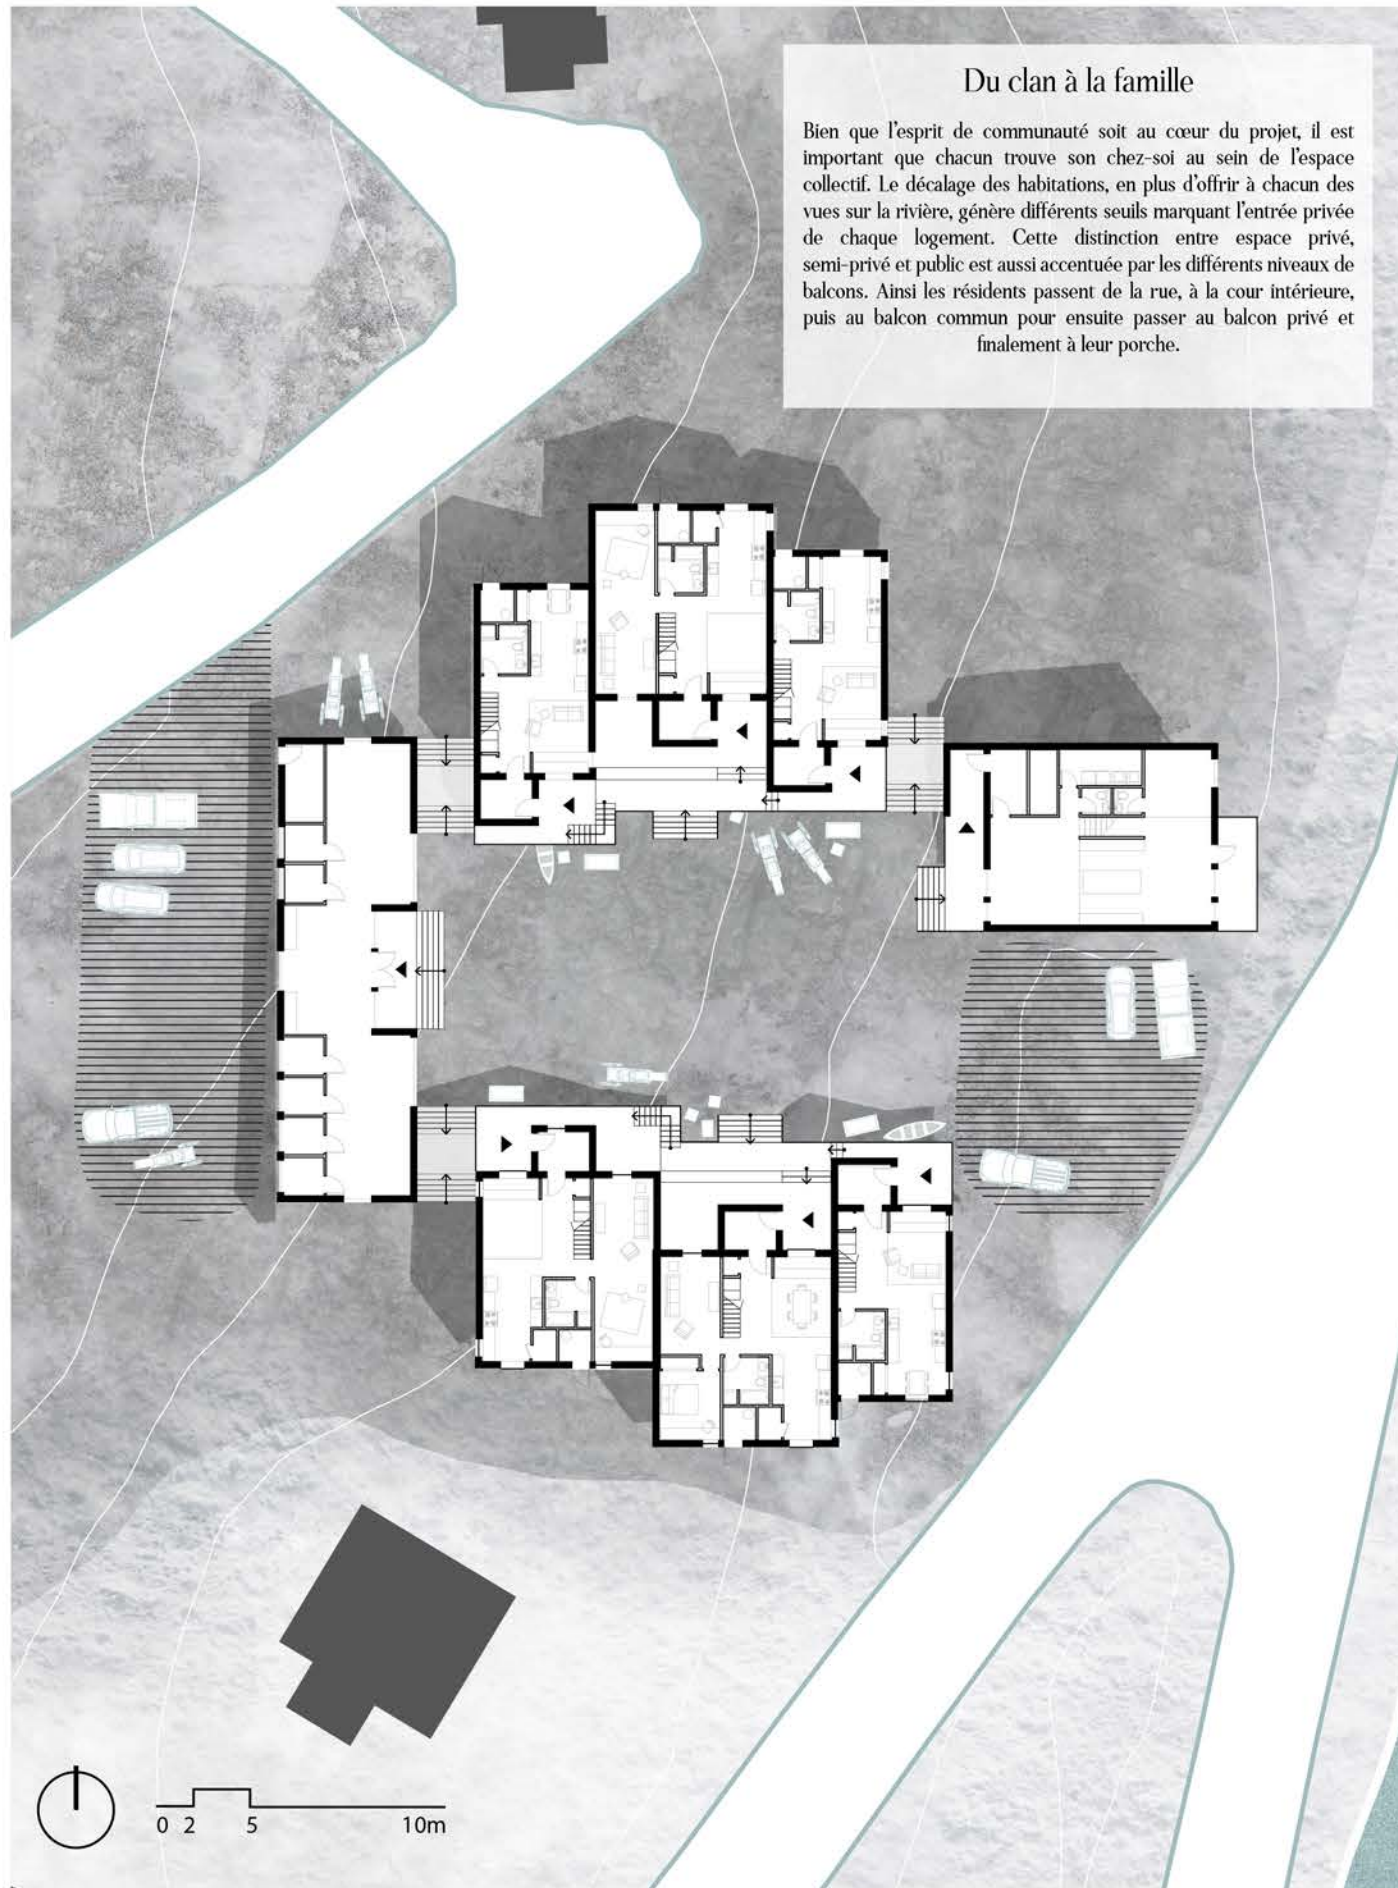 Du clan à la famille
Bien que l'esprit de communauté soit au cœur du projet, il est
important que chacun trouve son chez-soi au sein de l'espace
collectif. Le décalage des habitations, en plus d'offrir à chacun des
vues sur la rivière, génère différents seuils marquant l'entrée privée
de chaque logement. Cette distinction entre espace privé,
semi-privé et public est aussi accentuée par les différents niveaux de
balcons. Ainsi les résidents passent de la rue, à la cour intérieure,
puis au balcon commun pour ensuite passer au balcon privé et
finalement à leur porche.
0 2 5 10m